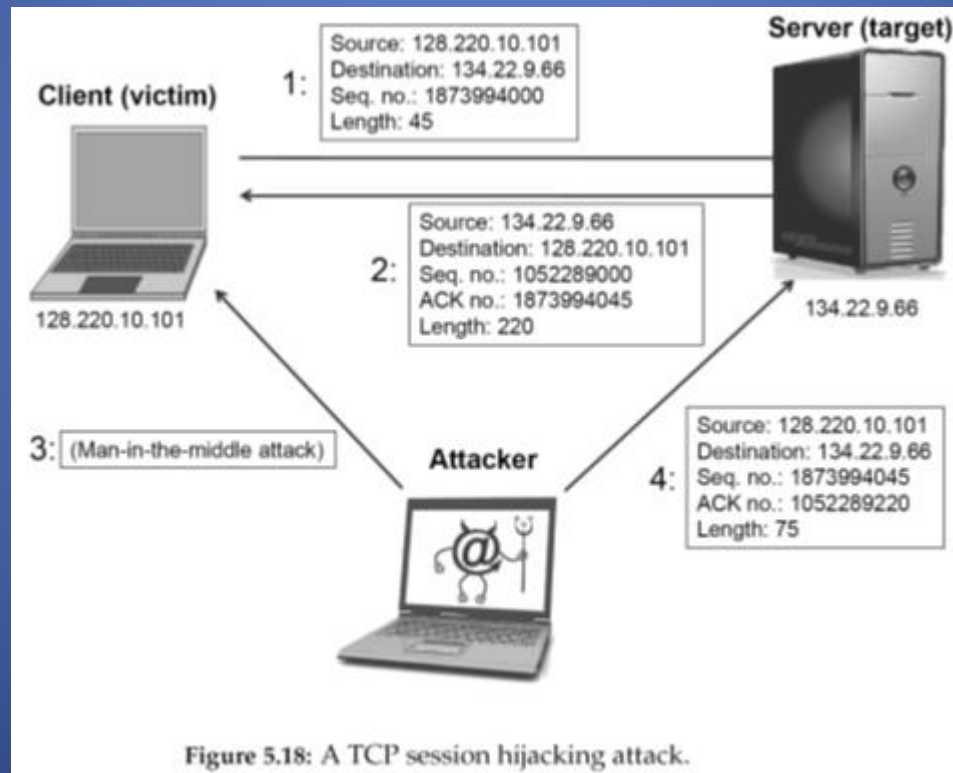 Server (target)
Client (victim)
1:
Source: 128.220.10.101
Destination: 134.22.9.66
Seq. no.: 1873994000
Length: 45
2:
Source: 134.22.9.66
Destination: 128.220.10.101
Seq. no.: 1052289000
ACK no.: 1873994045
Length: 220
128.220.10.101
134.22.9.66
3: (Man-in-the-middle attack)
Attacker
@
4:
Source: 128.220.10.101
Destination: 134.22.9.66
Seq. no.: 1873994045
ACK no.: 1052289220
Length: 75
Figure 5.18: A TCP session hijacking attack.